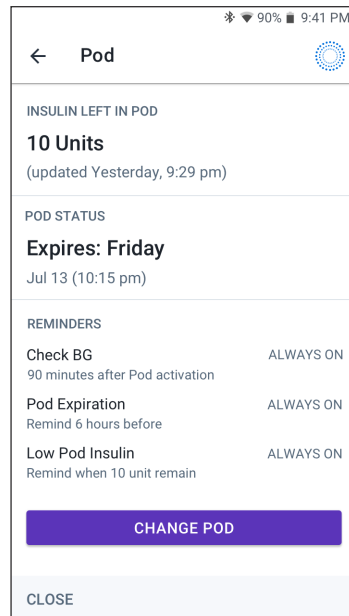 90% 9:41 PM
Pod
INSULIN LEFT IN POD
10 Units
(updated Yesterday, 9:29 pm)
POD STATUS
Expires: Friday
Jul 13 (10:15 pm)
REMINDERS
Check BG ALWAYS ON
90 minutes after Pod activation
Pod Expiration ALWAYS ON
Remind 6 hours before
Low Pod Insulin ALWAYS ON
Remind when 10 unit remain
CHANGE POD
CLOSE